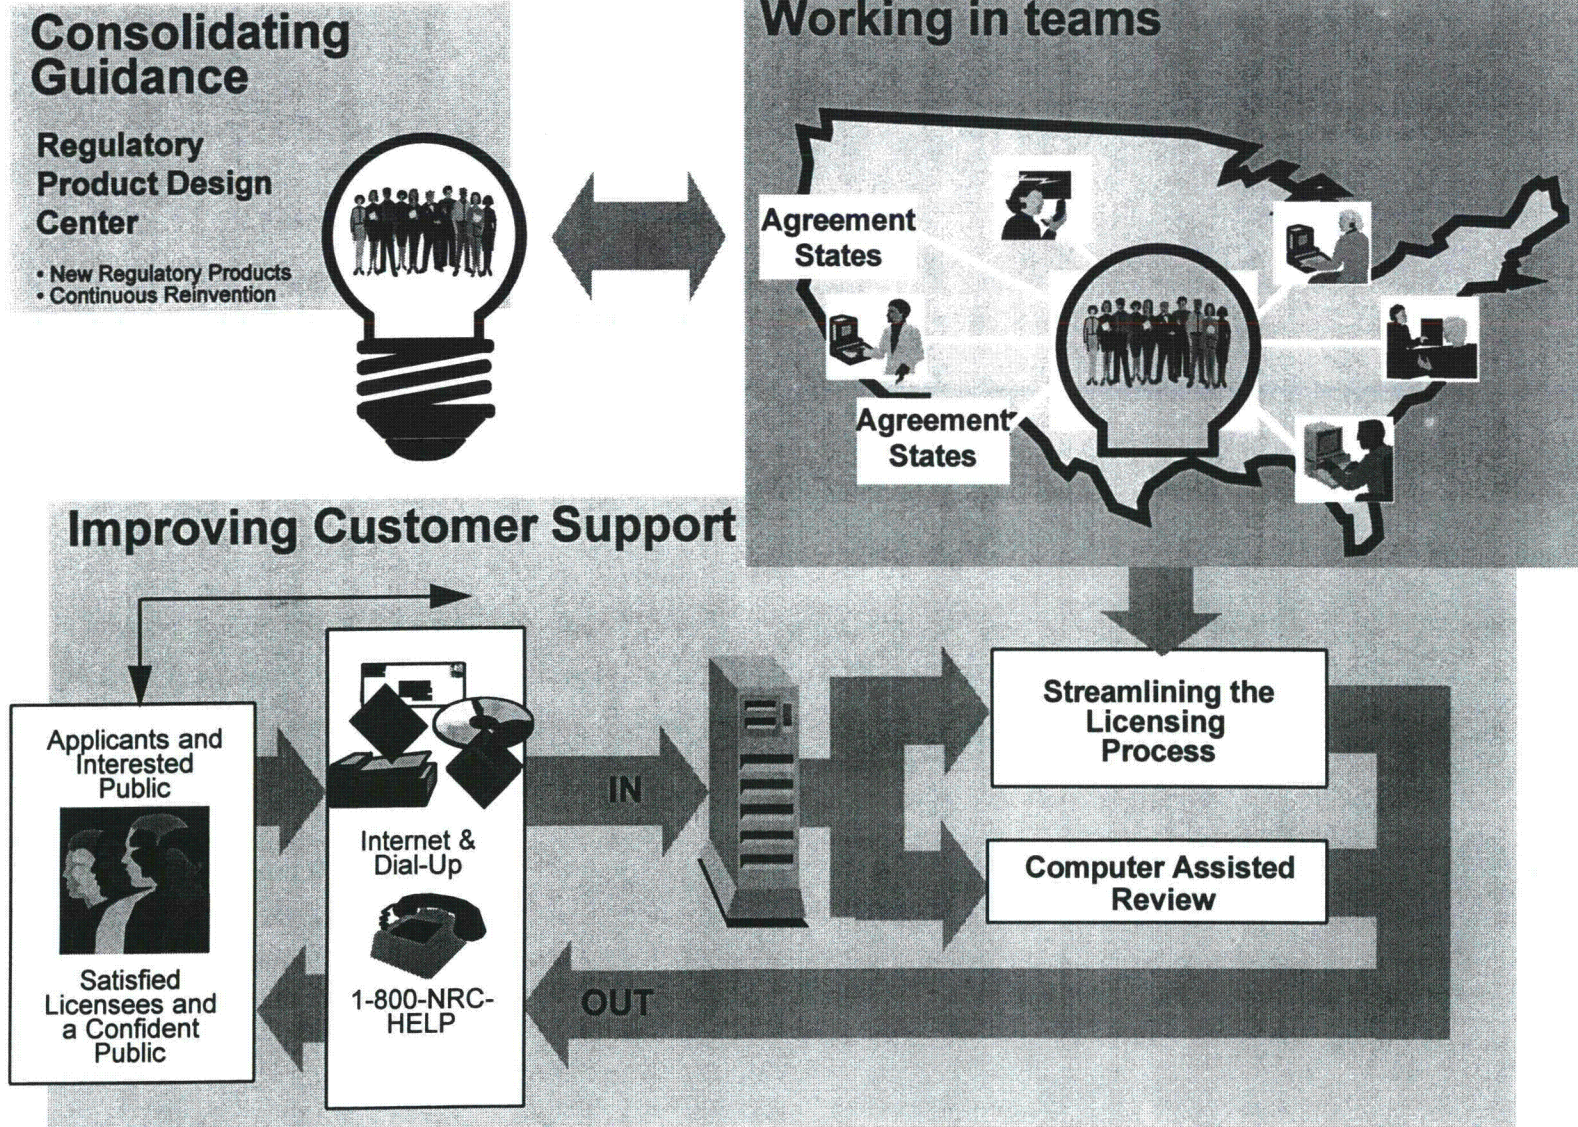 Consolidating
Guidance
Regulatory
Product Design
Center
• New Regulatory Products
• Continuous Reinvention
Working in teams
Agreement
States
Agreement
States
Improving Customer Support
Applicants and
Interested
Public
Satisfied
Licensees and
a Confident
Public
Internet &
Dial-Up
1-800-NRC-
HELP
IN
OUT
Streamlining the
Licensing
Process
Computer Assisted
Review